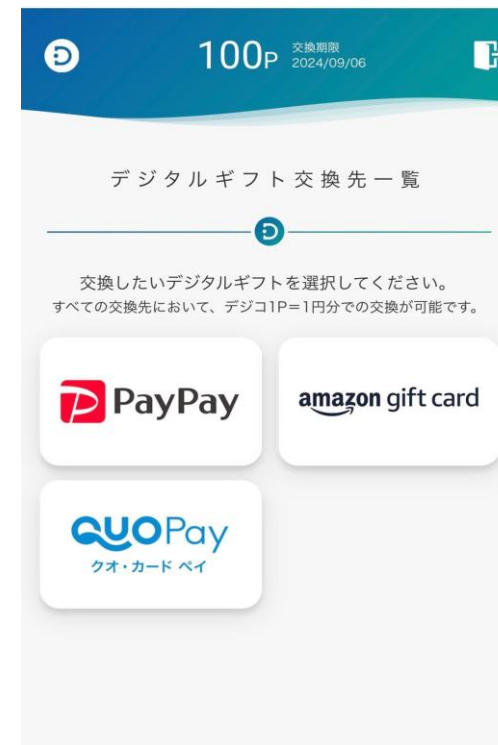 100P
交換期限
2024/09/06
デジタルギフト交換先一覧
交換したいデジタルギフトを選択してください。
すべての交換先において、デジコ1P=1円分での交換が可能です。
PayPay
amazon gift card
QUOPay
クオ・カード ペイ